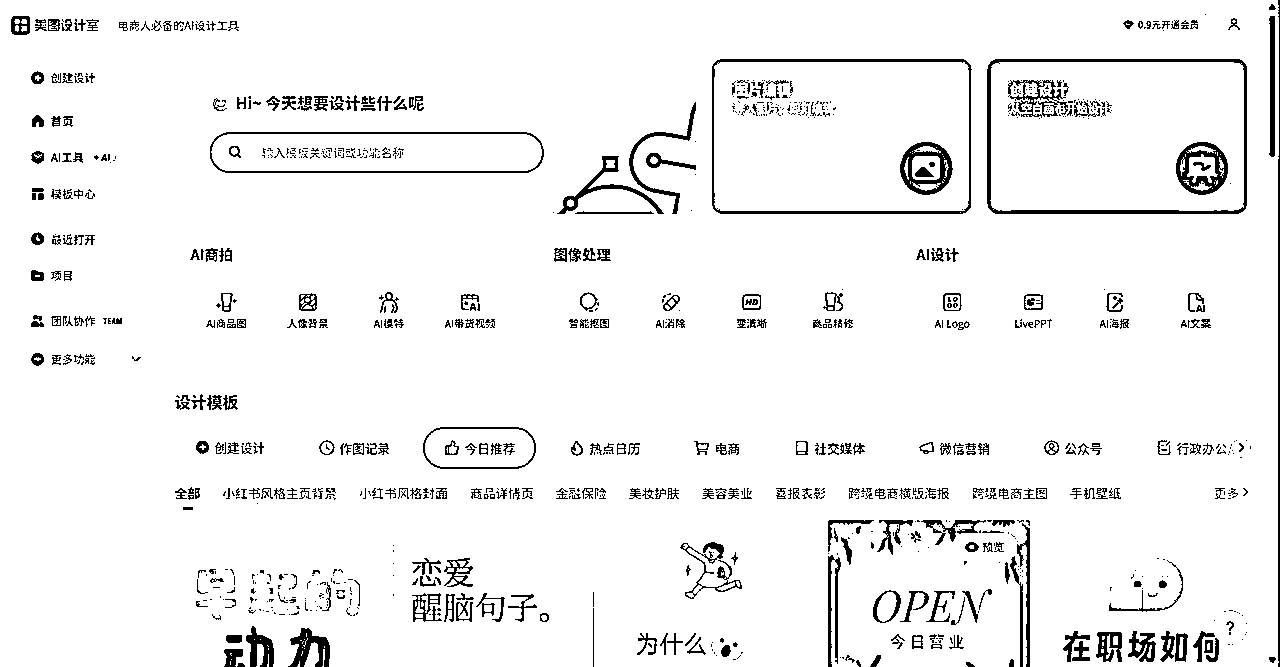 美图设计室 电商人必备的AI设计工具
0.9元开通会员
创建设计
首页
AI工具
模板中心
最近打开
项目
团队协作 TEAM
更多功能
Hi~ 今天想要设计些什么呢
输入模板关键词或功能名称
图片编辑
创建设计
从空白画布开始设计
AI商拍
AI商品图 人像背景 AI模特 AI带货视频
图像处理
智能抠图 AI消除 变清晰 商品精修
AI设计
AI Logo LivePPT AI海报 AI文案
设计模板
创建设计 作图记录 今日推荐 热点日历 电商 社交媒体 微信营销 公众号 行政办公
全部 小红书风格主页背景 小红书风格封面 商品详情页 金融保险 美妆护肤 美容美业 喜报表彰 跨境电商横版海报 跨境电商主图 手机壁纸 更多
早起的
动力
恋爱
醒脑句子。
为什么
预览
OPEN
今日营业
在职场如何
?